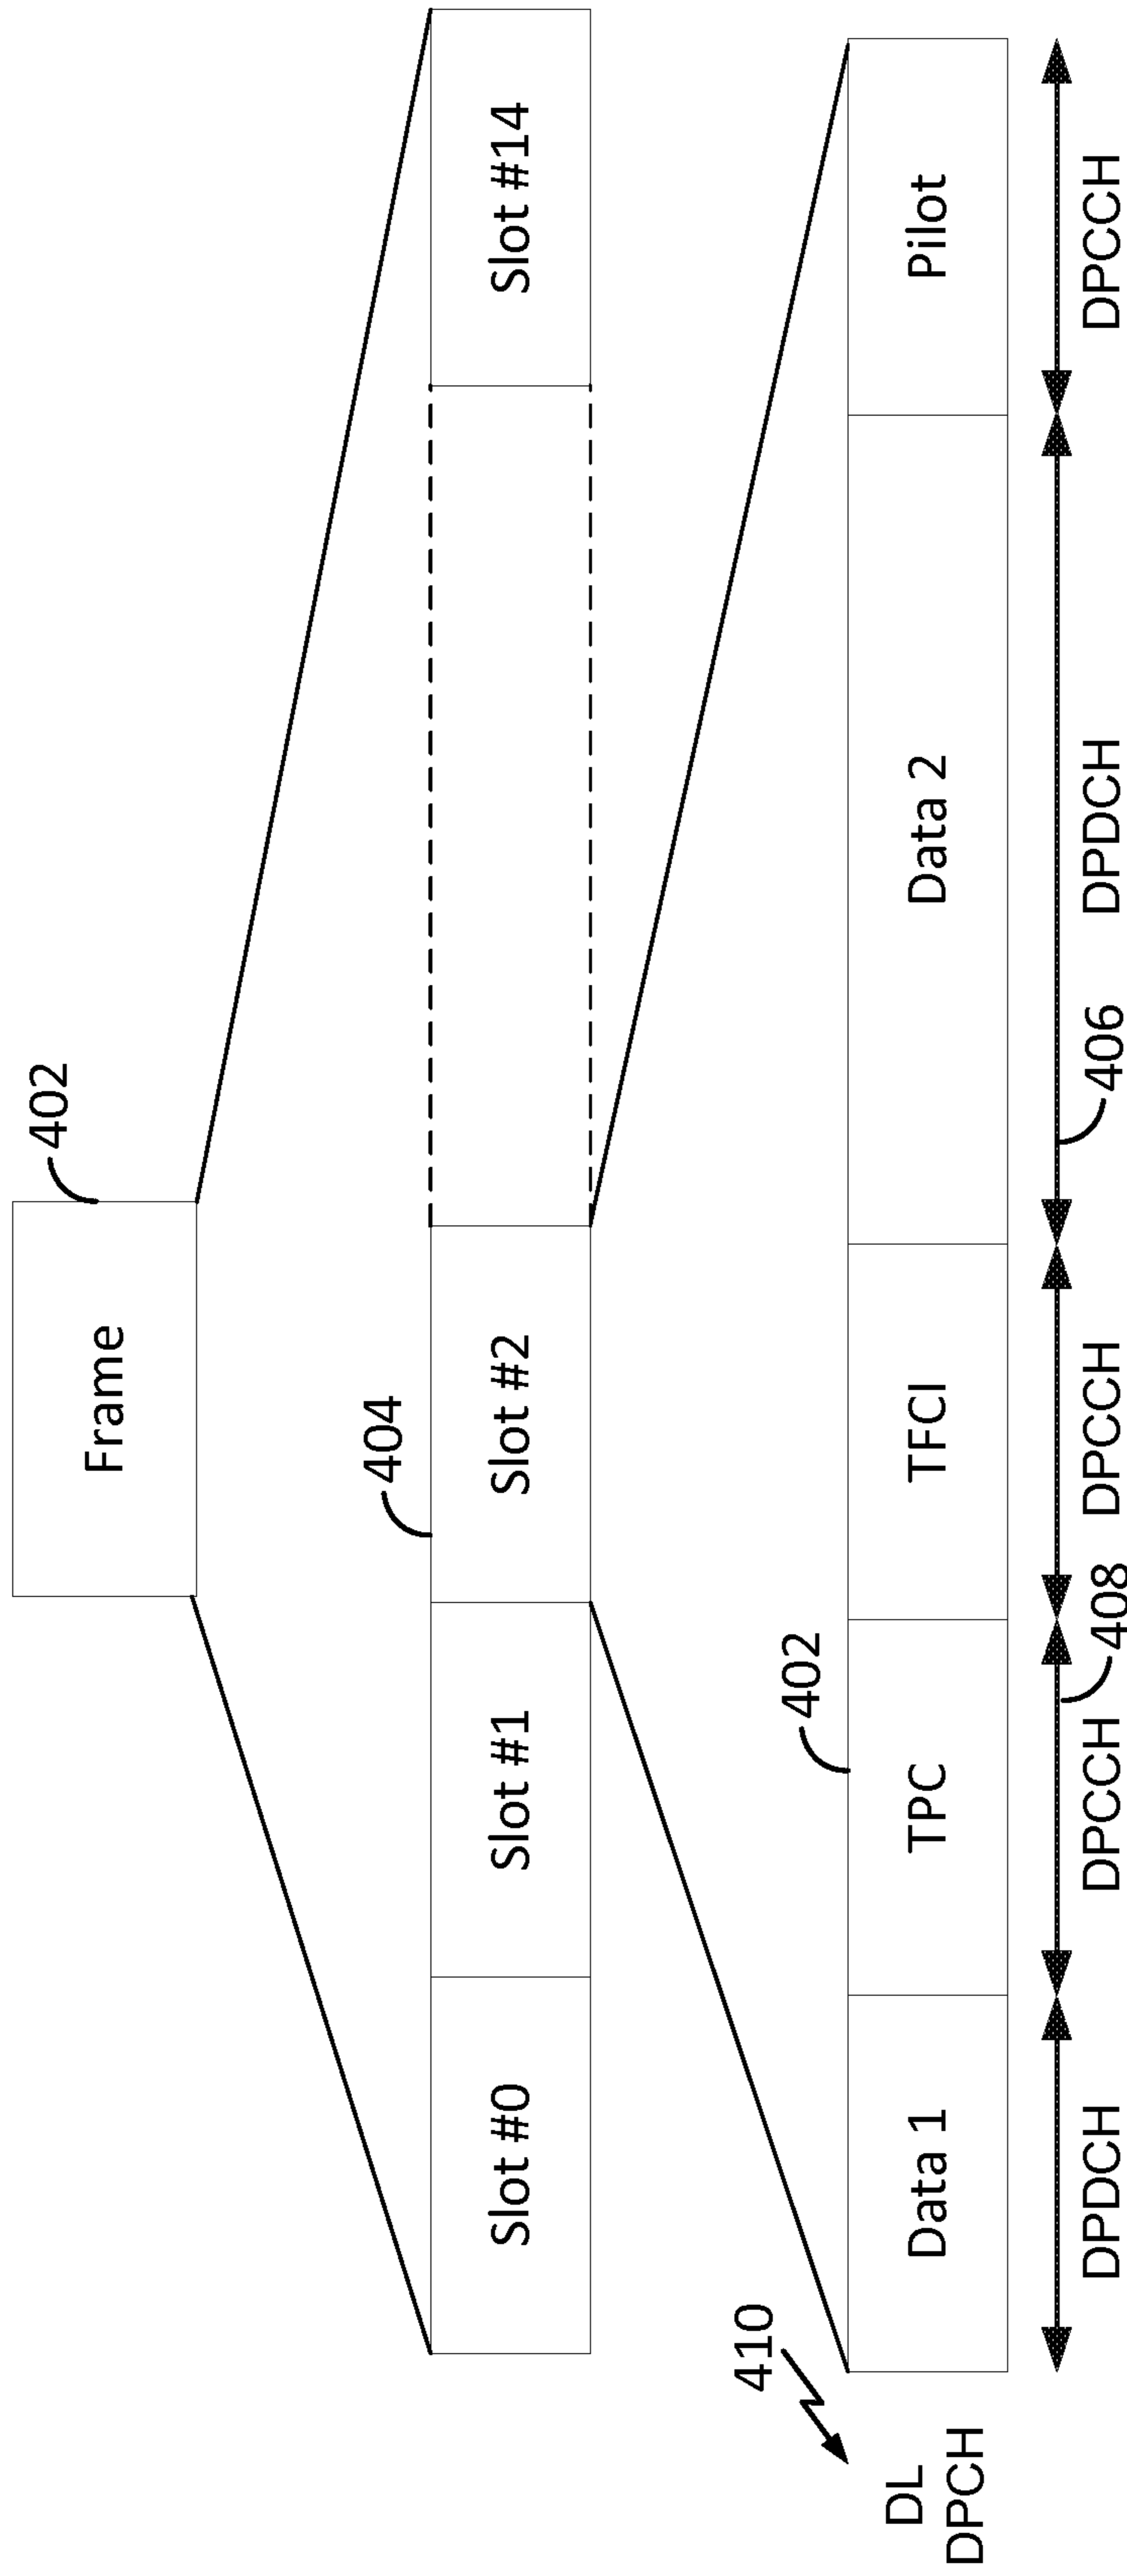 Frame
402
404
Slot #0
Slot #1
Slot #2
Slot #14
410
402
DL
DPCH
Data 1
TPC
TFCI
Data 2
Pilot
DPDCH
DPCCH
408
DPCCH
406
DPDCH
DPCCH